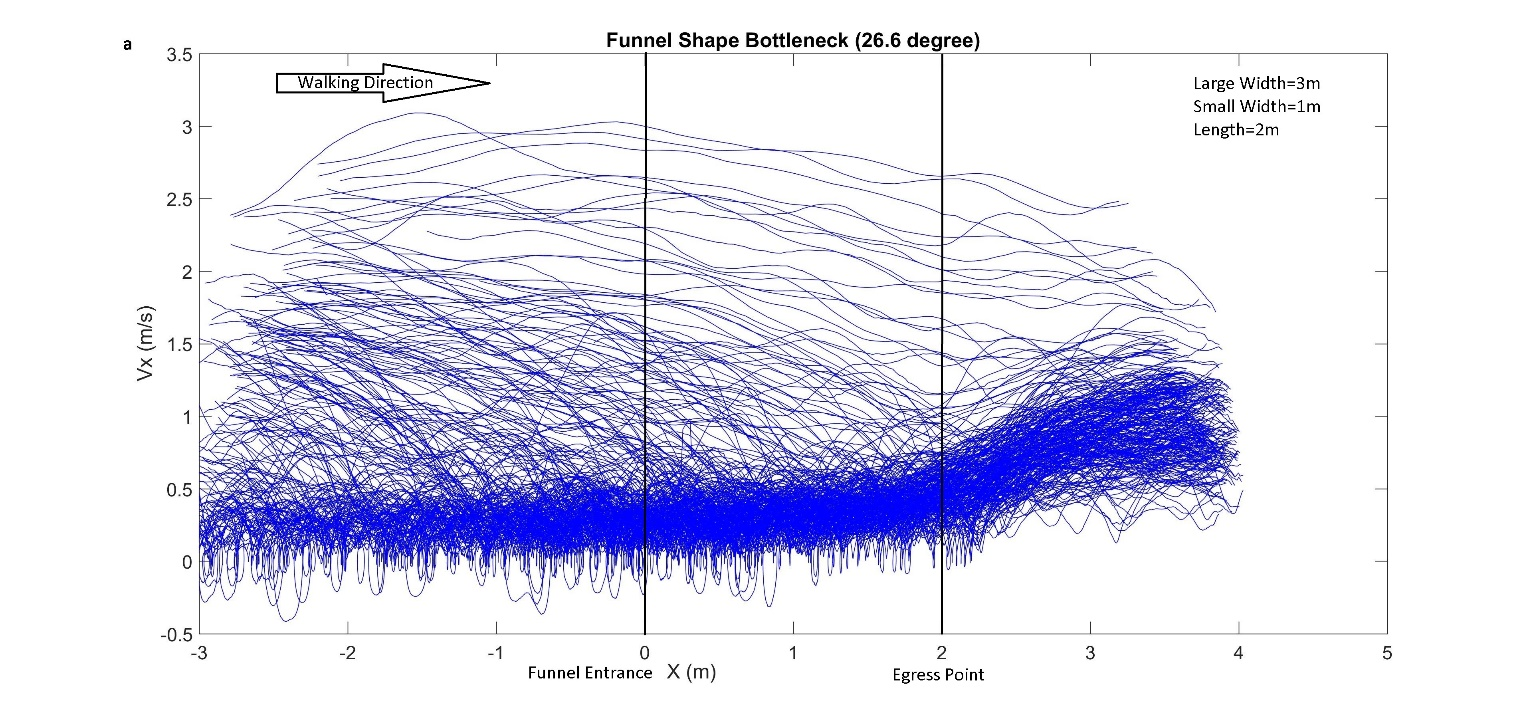 a
Funnel Shape Bottleneck (26.6 degree)
3.5
Walking Direction
Large Width=3m
Small Width=1m
Length=2m
3
2.5
2
1.5
1
0.5
0
-0.5
Vx (m/s)
-3 -2 -1 0 1 2 3 4 5
Funnel Entrance X (m) Egress Point